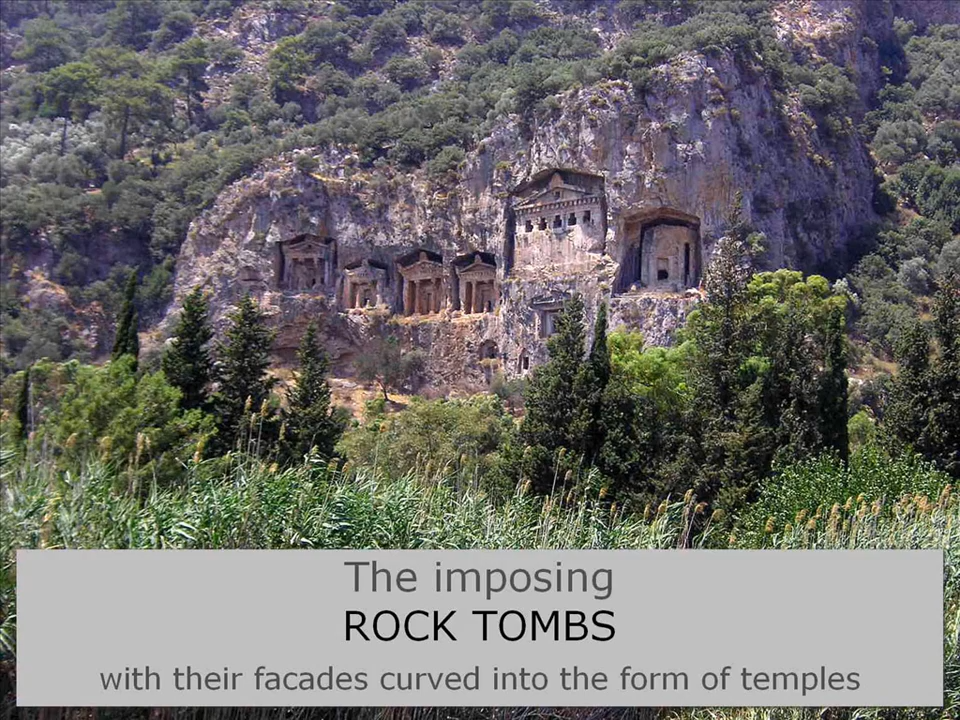 The imposing
ROCK TOMBS
with their facades curved into the form of temples